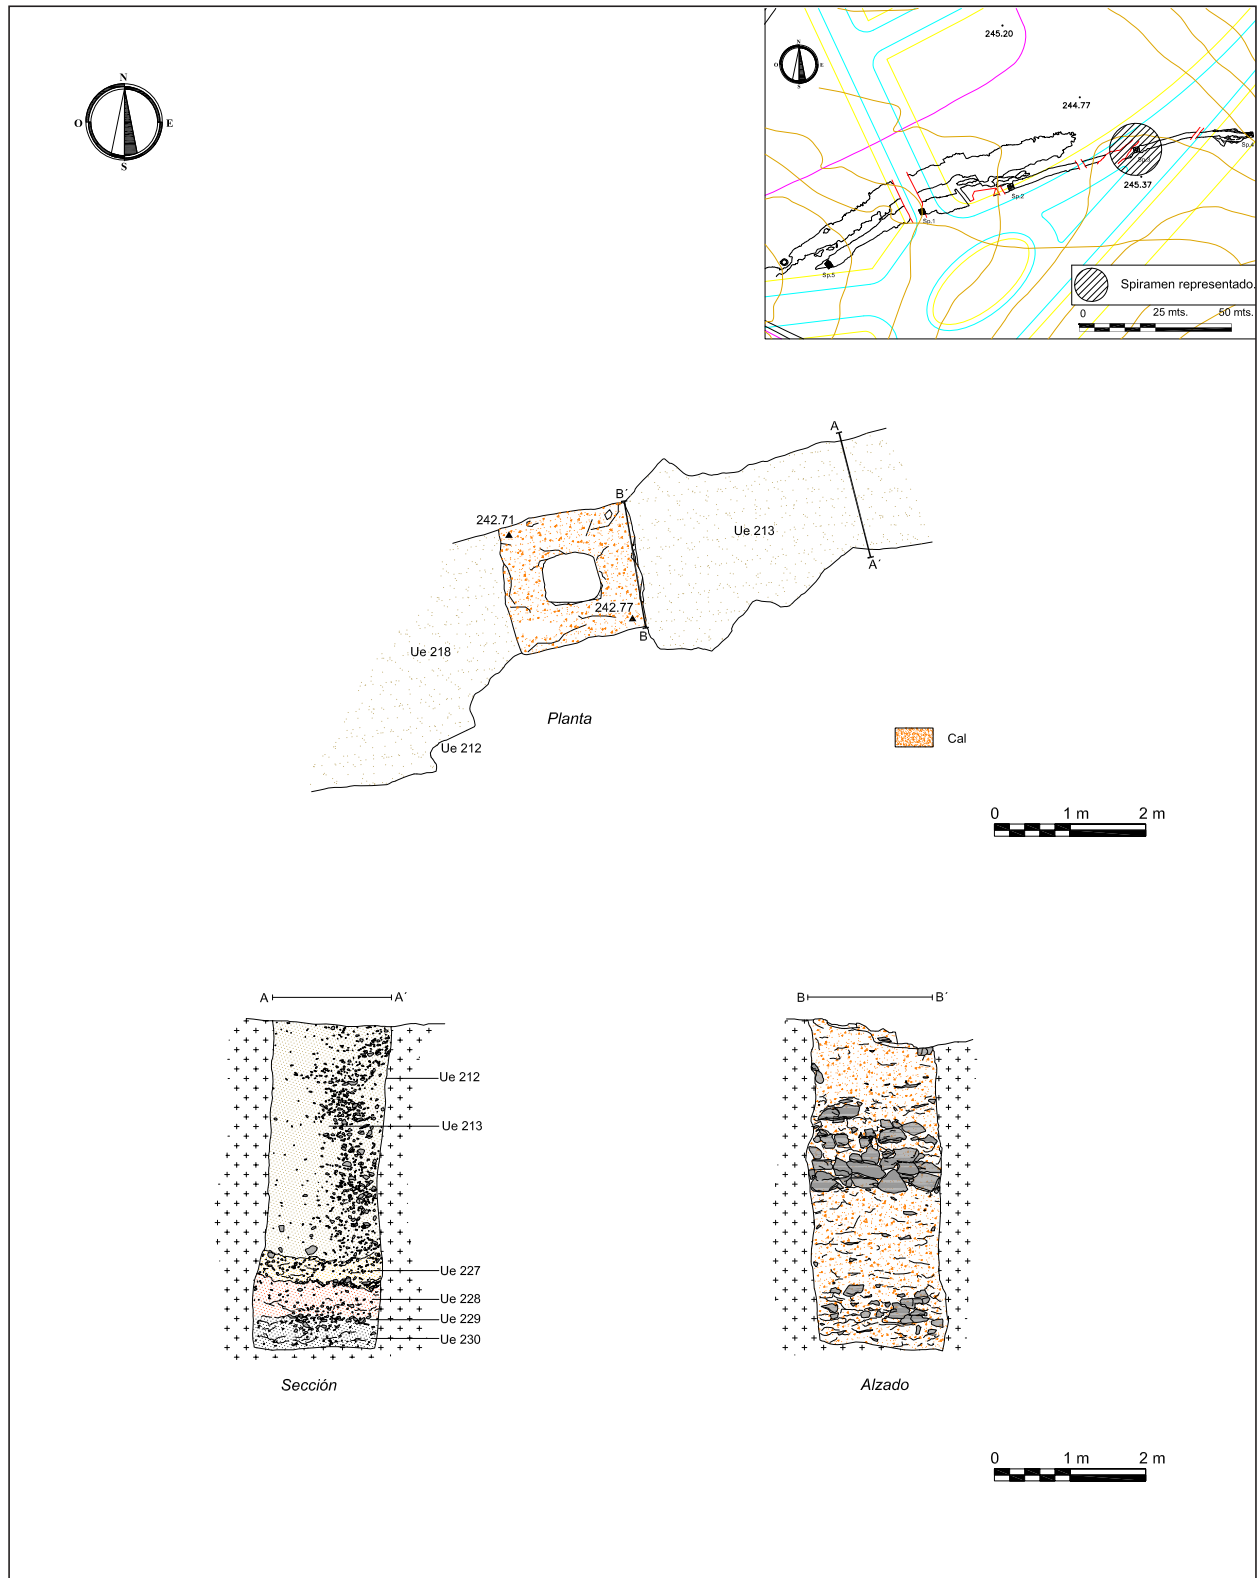 N
O E
S
N
O E
S
245.20
244.77
245.37
Sp.4
Sp.3
Sp.2
Sp.1
Sp.5
Spiramen representado.
0 25 mts. 50 mts.
A
B´
242.71
Ue 213
A´
242.77
B
Ue 218
Planta
Ue 212
Cal
0 1 m 2 m
A A´
Ue 212
Ue 213
Ue 227
Ue 228
Ue 229
Ue 230
Sección
B B´
Alzado
0 1 m 2 m